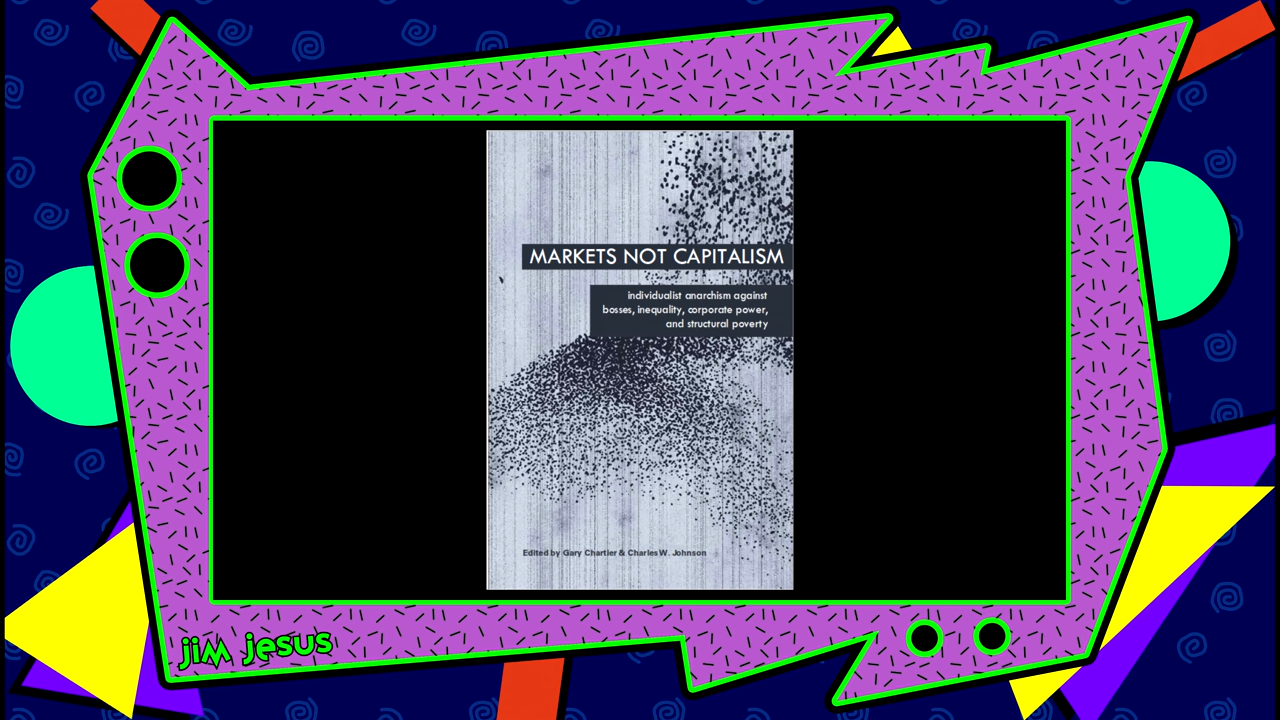 MARKETS NOT CAPITALISM
individualist anarchism against
bosses, inequality, corporate power,
and structural poverty
Edited by Gary Chartier & Charles W. Johnson
jim jesus